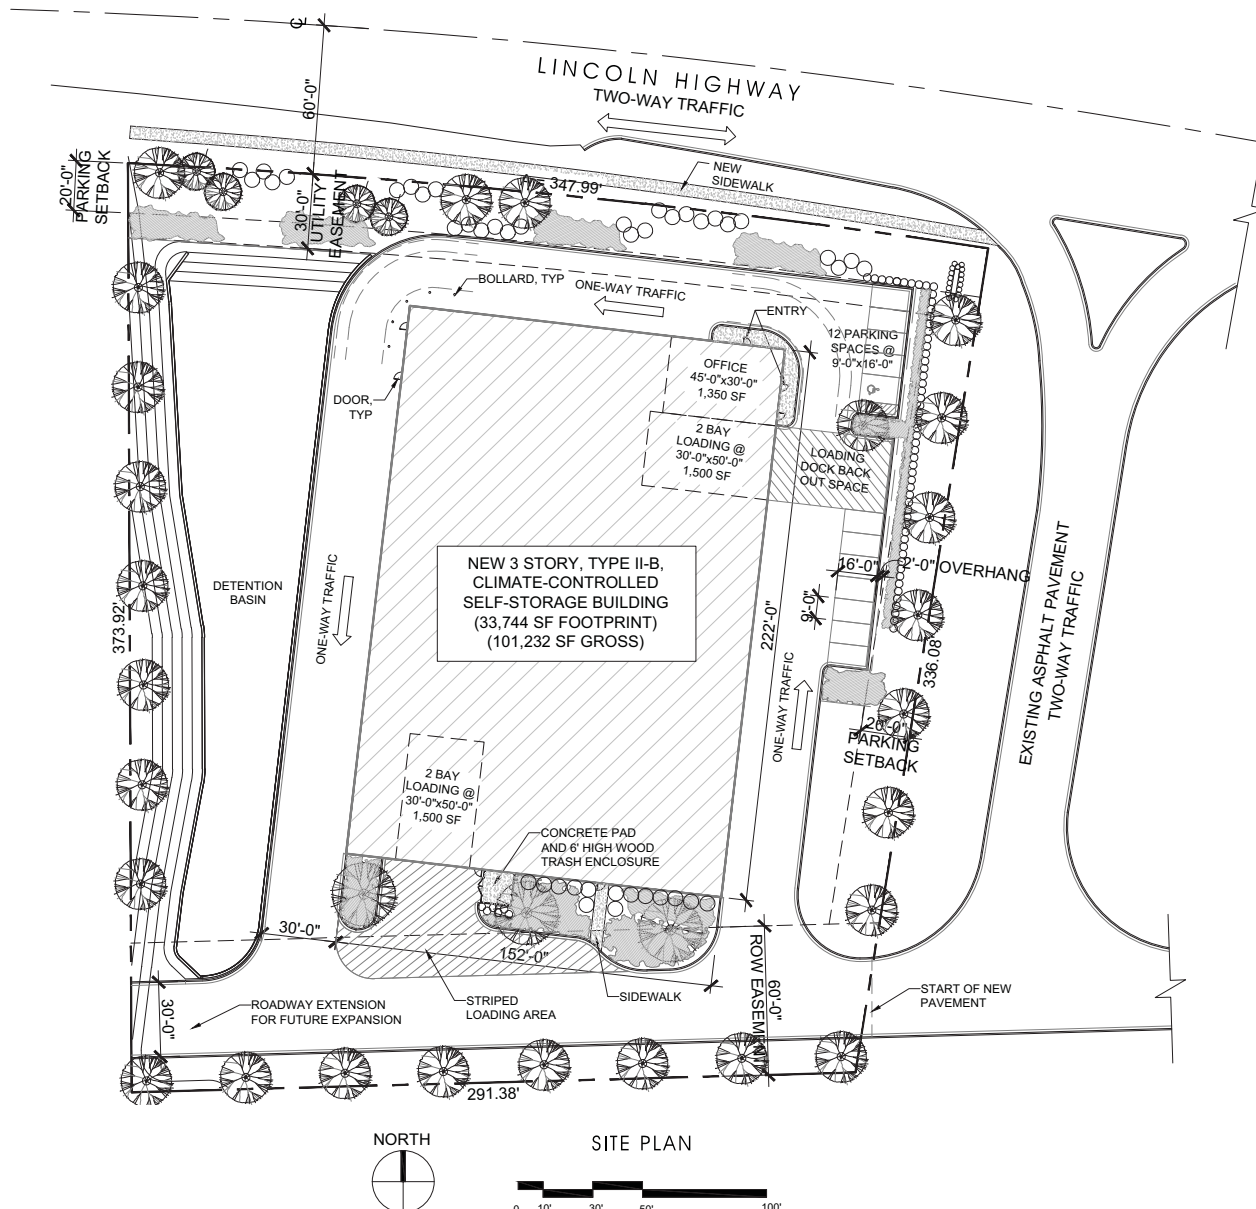 LINCOLN HIGHWAY
TWO-WAY TRAFFIC
60'-0"
20'-0"
PARKING
SETBACK
30'-0"
UTILITY
EASEMENT
347.99'
NEW
SIDEWALK
BOLLARD, TYP
ONE-WAY TRAFFIC
ENTRY
12 PARKING
SPACES @
9'-0"x16'-0"
OFFICE
45'-0"x30'-0"
1,350 SF
DOOR,
TYP
2 BAY
LOADING @
30'-0"x50'-0"
1,500 SF
LOADING
DOCK BACK
OUT SPACE
NEW 3 STORY, TYPE II-B,
CLIMATE-CONTROLLED
SELF-STORAGE BUILDING
(33,744 SF FOOTPRINT)
(101,232 SF GROSS)
DETENTION
BASIN
373.92'
ONE-WAY TRAFFIC
16'-0"
2'-0" OVERHANG
9'-0"
222'-0"
ONE-WAY TRAFFIC
336.08'
EXISTING ASPHALT PAVEMENT
TWO-WAY TRAFFIC
20'-0"
PARKING
SETBACK
2 BAY
LOADING @
30'-0"x50'-0"
1,500 SF
CONCRETE PAD
AND 6' HIGH WOOD
TRASH ENCLOSURE
30'-0"
152'-0"
ROW EASEMENT
60'-0"
30'-0"
ROADWAY EXTENSION
FOR FUTURE EXPANSION
STRIPED
LOADING AREA
SIDEWALK
START OF NEW
PAVEMENT
291.38'
NORTH
SITE PLAN
0 10' 30' 50' 100'